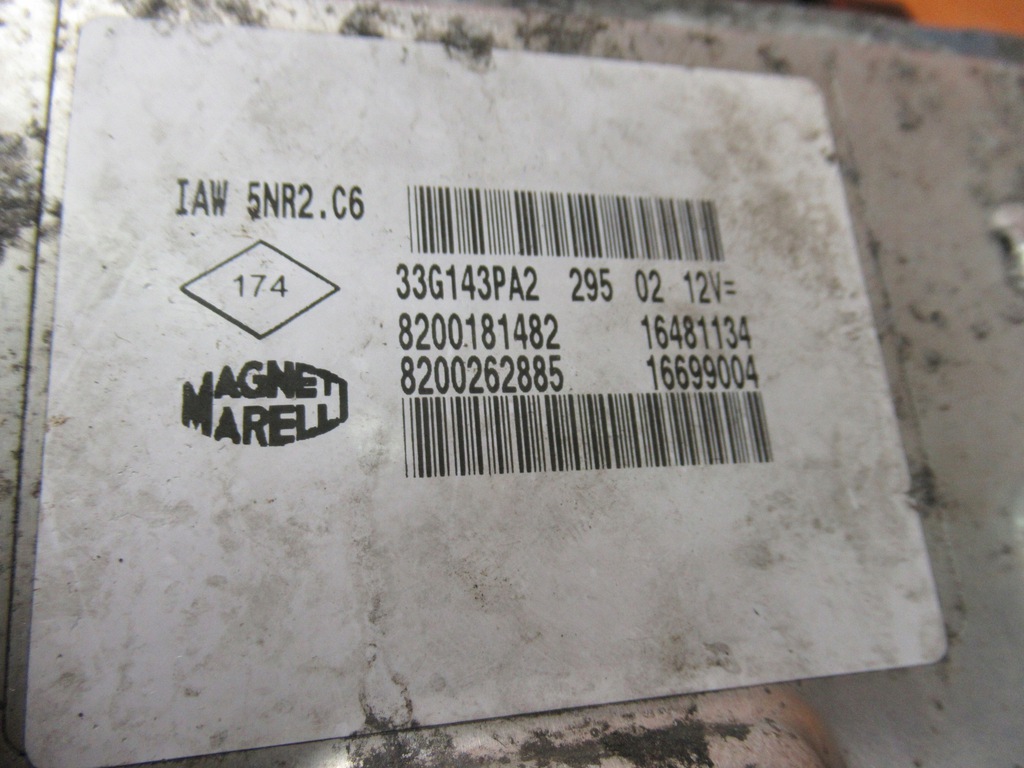 IAW 5NR2.C6
174
33G143PA2 295 02 12V=
8200181482 16481134
8200262885 16699004
MAGNETI
MARELLI